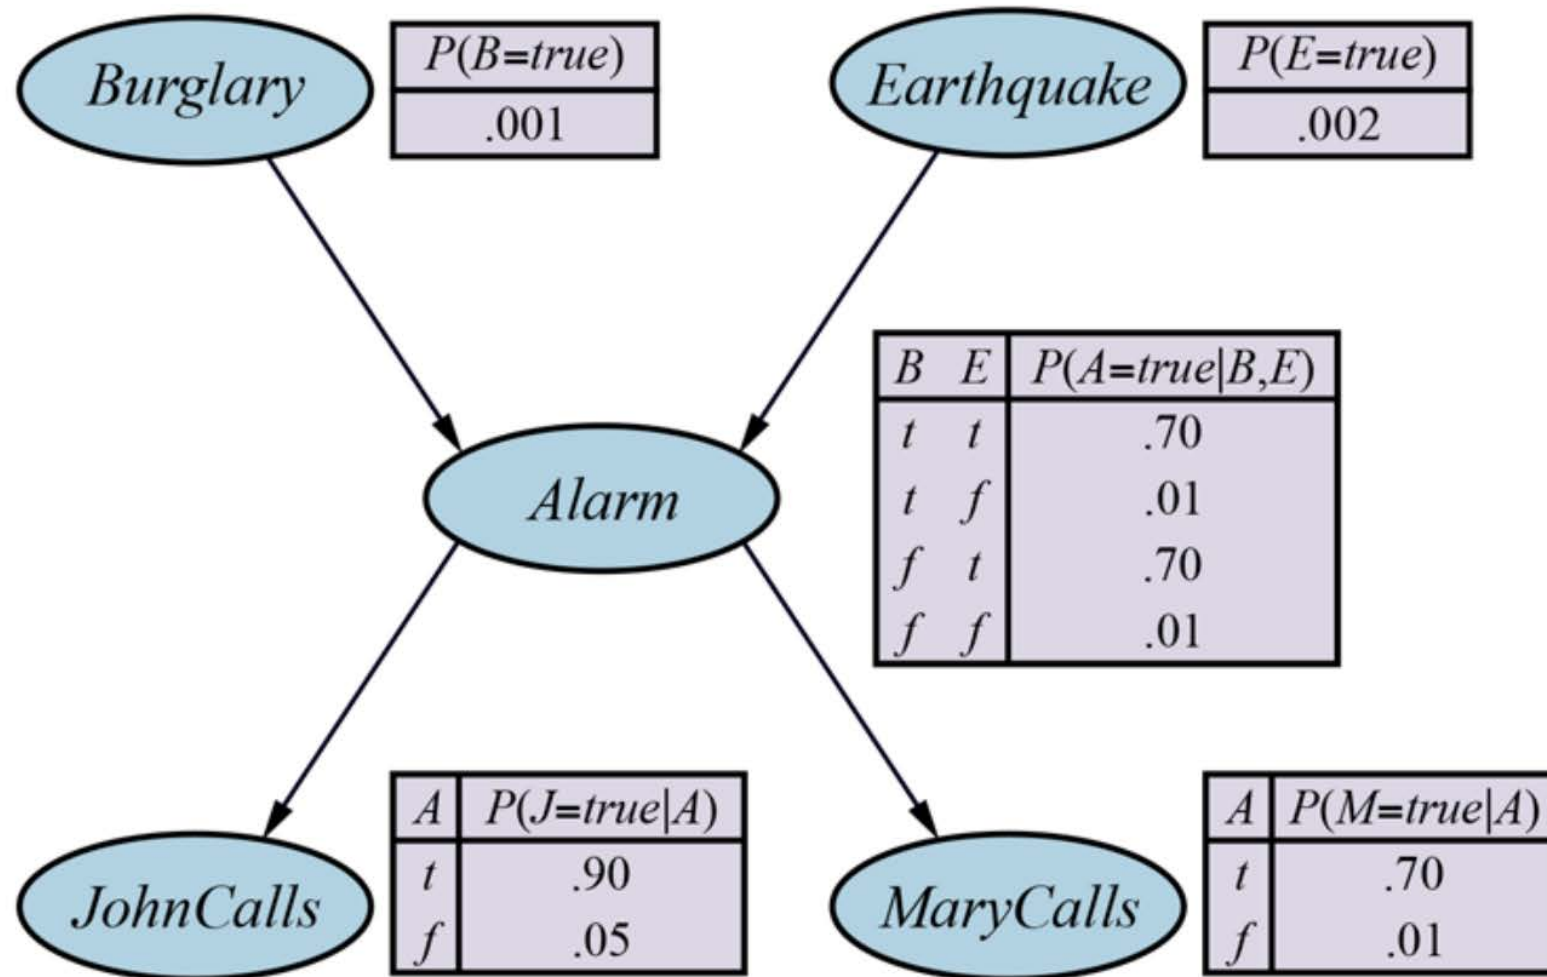 Burglary
P(B=true)
.001
Earthquake
P(E=true)
.002
B E P(A=true|B,E)
t t .70
t f .01
f t .70
f f .01
Alarm
JohnCalls
A P(J=true|A)
t .90
f .05
MaryCalls
A P(M=true|A)
t .70
f .01